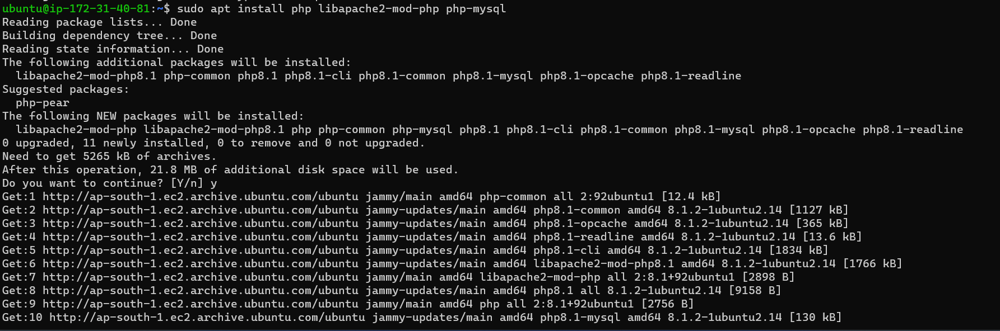 ubuntu@ip-172-31-40-81:~$ sudo apt install php libapache2-mod-php php-mysql
Reading package lists... Done
Building dependency tree... Done
Reading state information... Done
The following additional packages will be installed:
  libapache2-mod-php8.1 php-common php8.1 php8.1-cli php8.1-common php8.1-mysql php8.1-opcache php8.1-readline
Suggested packages:
  php-pear
The following NEW packages will be installed:
  libapache2-mod-php libapache2-mod-php8.1 php php-common php-mysql php8.1 php8.1-cli php8.1-common php8.1-mysql php8.1-opcache php8.1-readline
0 upgraded, 11 newly installed, 0 to remove and 0 not upgraded.
Need to get 5265 kB of archives.
After this operation, 21.8 MB of additional disk space will be used.
Do you want to continue? [Y/n] y
Get:1 http://ap-south-1.ec2.archive.ubuntu.com/ubuntu jammy/main amd64 php-common all 2:92ubuntu1 [12.4 kB]
Get:2 http://ap-south-1.ec2.archive.ubuntu.com/ubuntu jammy-updates/main amd64 php8.1-common amd64 8.1.2-1ubuntu2.14 [1127 kB]
Get:3 http://ap-south-1.ec2.archive.ubuntu.com/ubuntu jammy-updates/main amd64 php8.1-opcache amd64 8.1.2-1ubuntu2.14 [365 kB]
Get:4 http://ap-south-1.ec2.archive.ubuntu.com/ubuntu jammy-updates/main amd64 php8.1-readline amd64 8.1.2-1ubuntu2.14 [13.6 kB]
Get:5 http://ap-south-1.ec2.archive.ubuntu.com/ubuntu jammy-updates/main amd64 php8.1-cli amd64 8.1.2-1ubuntu2.14 [1834 kB]
Get:6 http://ap-south-1.ec2.archive.ubuntu.com/ubuntu jammy-updates/main amd64 libapache2-mod-php8.1 amd64 8.1.2-1ubuntu2.14 [1766 kB]
Get:7 http://ap-south-1.ec2.archive.ubuntu.com/ubuntu jammy/main amd64 libapache2-mod-php all 2:8.1+92ubuntu1 [2898 B]
Get:8 http://ap-south-1.ec2.archive.ubuntu.com/ubuntu jammy-updates/main amd64 php8.1 all 8.1.2-1ubuntu2.14 [9158 B]
Get:9 http://ap-south-1.ec2.archive.ubuntu.com/ubuntu jammy/main amd64 php all 2:8.1+92ubuntu1 [2756 B]
Get:10 http://ap-south-1.ec2.archive.ubuntu.com/ubuntu jammy-updates/main amd64 php8.1-mysql amd64 8.1.2-1ubuntu2.14 [130 kB]